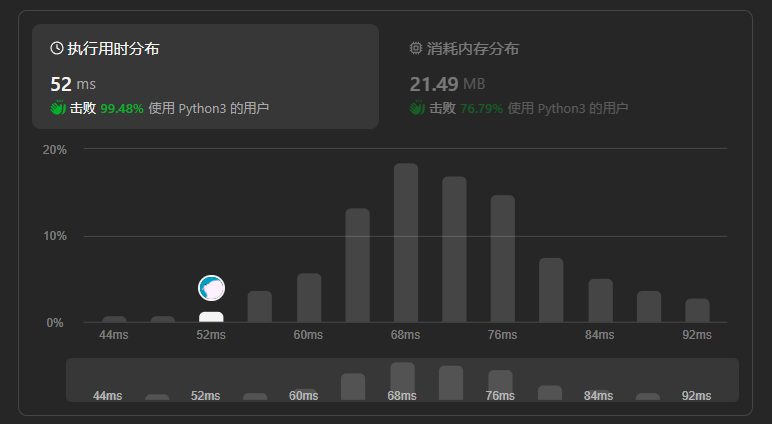 执行用时分布
52 ms
击败 99.48% 使用 Python3 的用户
消耗内存分布
21.49 MB
击败 76.79% 使用 Python3 的用户
20%
10%
0%
44ms 52ms 60ms 68ms 76ms 84ms 92ms
44ms 52ms 60ms 68ms 76ms 84ms 92ms